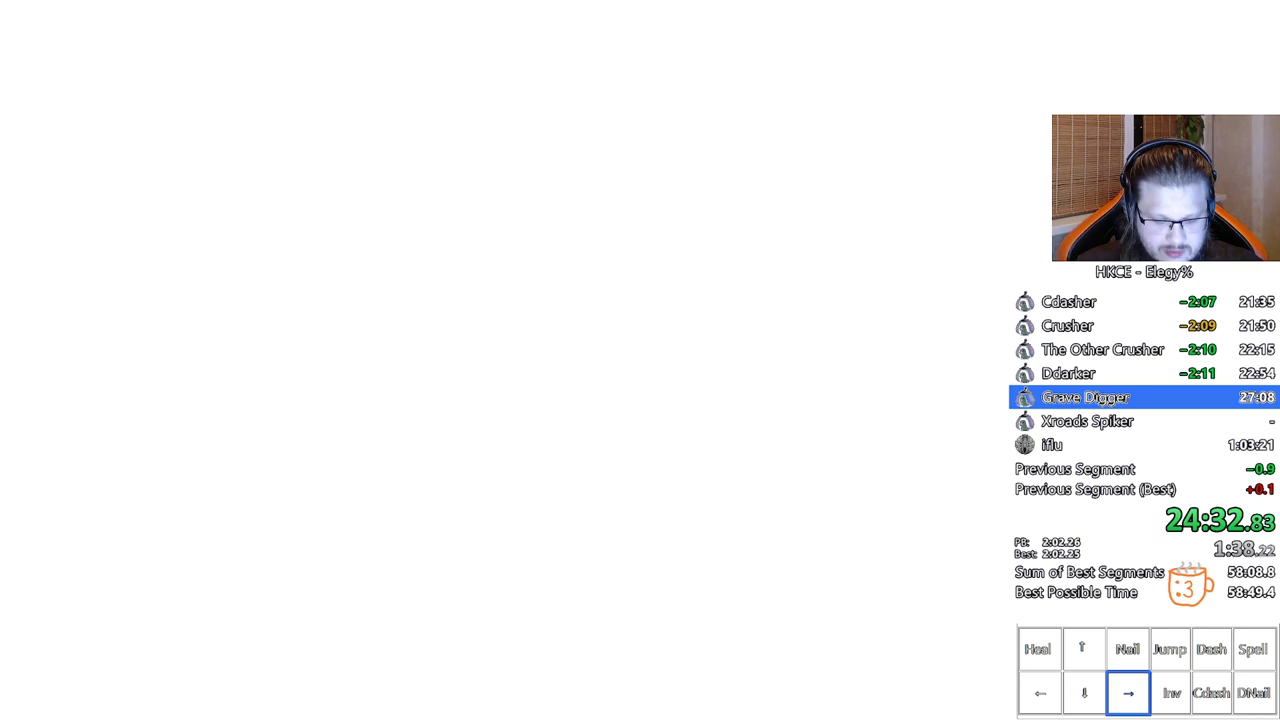 HKCE - Elegy%
Cdasher -2:07 21:35
Crusher -2:09 21:50
The Other Crusher -2:10 22:15
Ddarker -2:11 22:54
Grave Digger 27:08
Xroads Spiker -
iflu 1:03:21
Previous Segment -0.9
Previous Segment (Best) +0.1
24:32.83
PB: 2:02.26
Best: 2:02.25
1:38.22
Sum of Best Segments 58:08.8
Best Possible Time 58:49.4
:3
Heal ↑ Nail Jump Dash Spell
← ↓ → Inv Cdash DNail